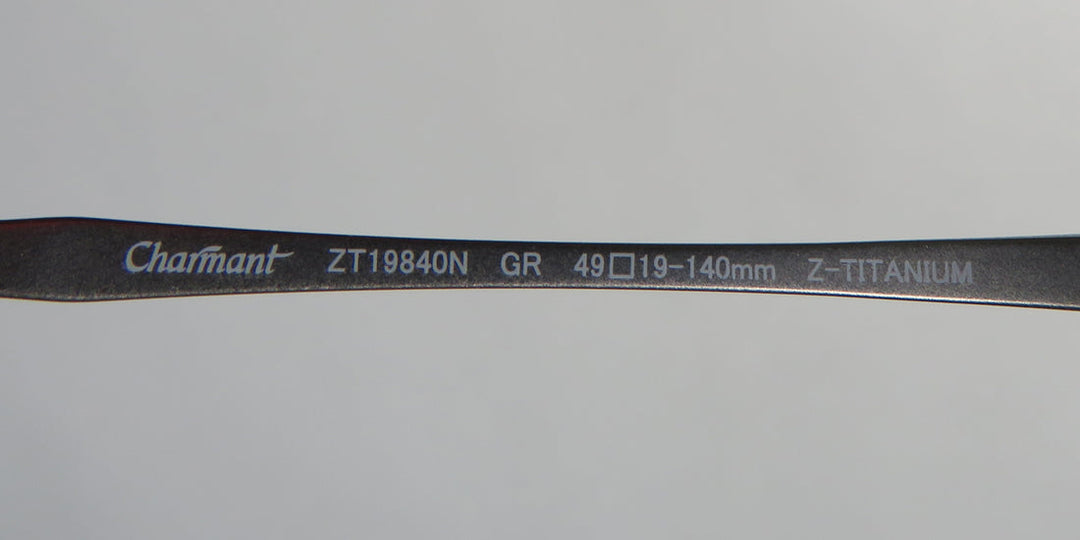 Charmant ZT19840N GR 49□19-140mm Z-TITANIUM